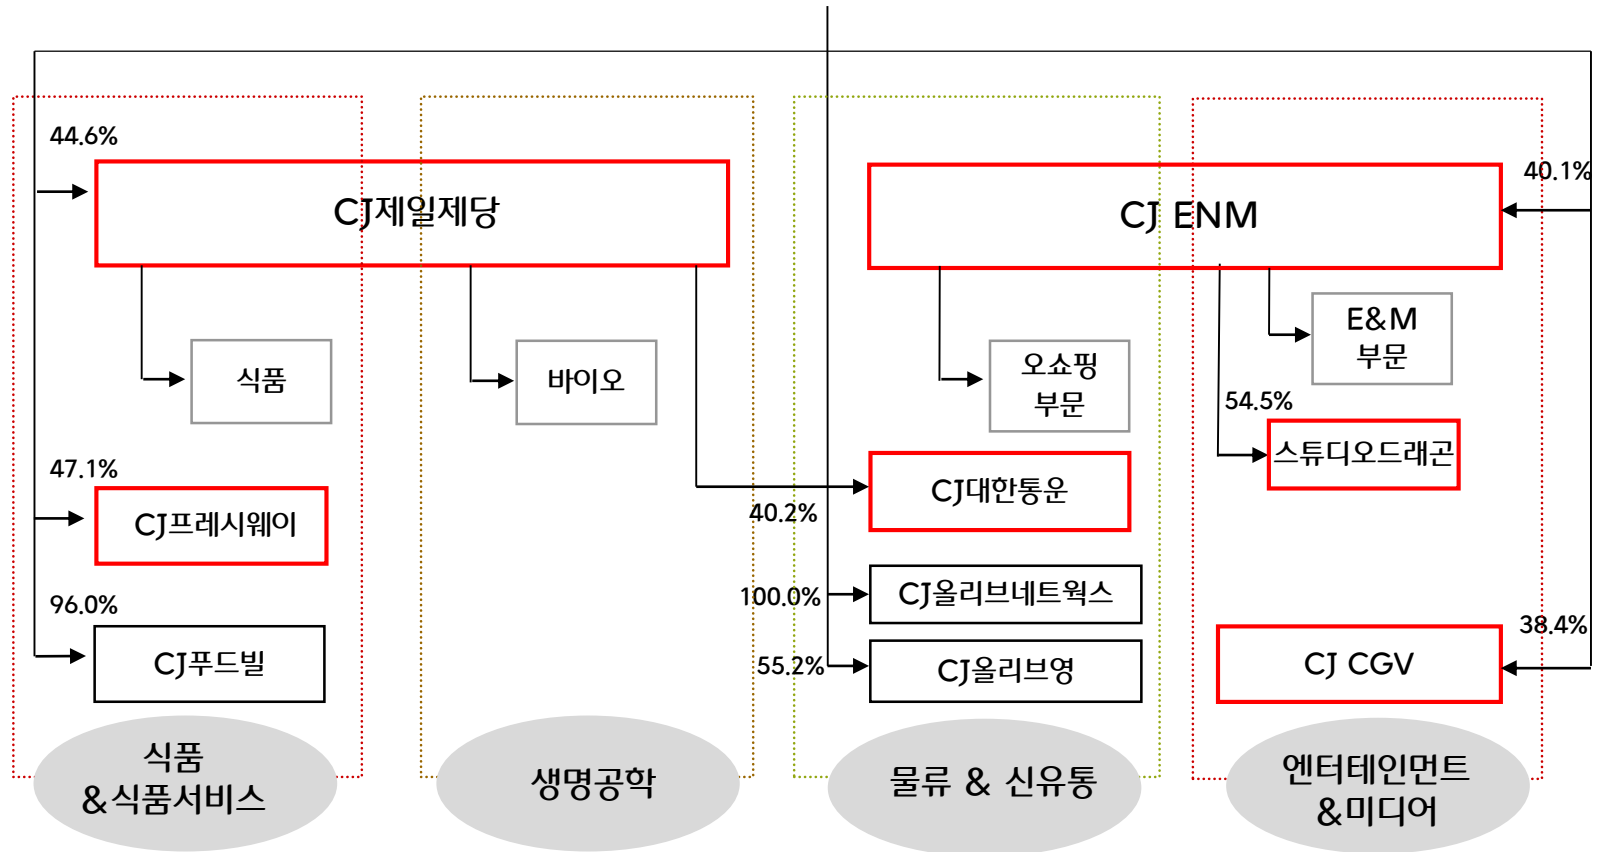 44.6%
CJ제일제당
CJ ENM
40.1%
식품
바이오
오쇼핑
부문
E&M
부문
54.5%
스튜디오드래곤
47.1%
CJ프레시웨이
CJ대한통운
40.2%
96.0%
CJ푸드빌
100.0%
CJ올리브네트웍스
55.2%
CJ올리브영
38.4%
CJ CGV
식품
&식품서비스
생명공학
물류 & 신유통
엔터테인먼트
&미디어